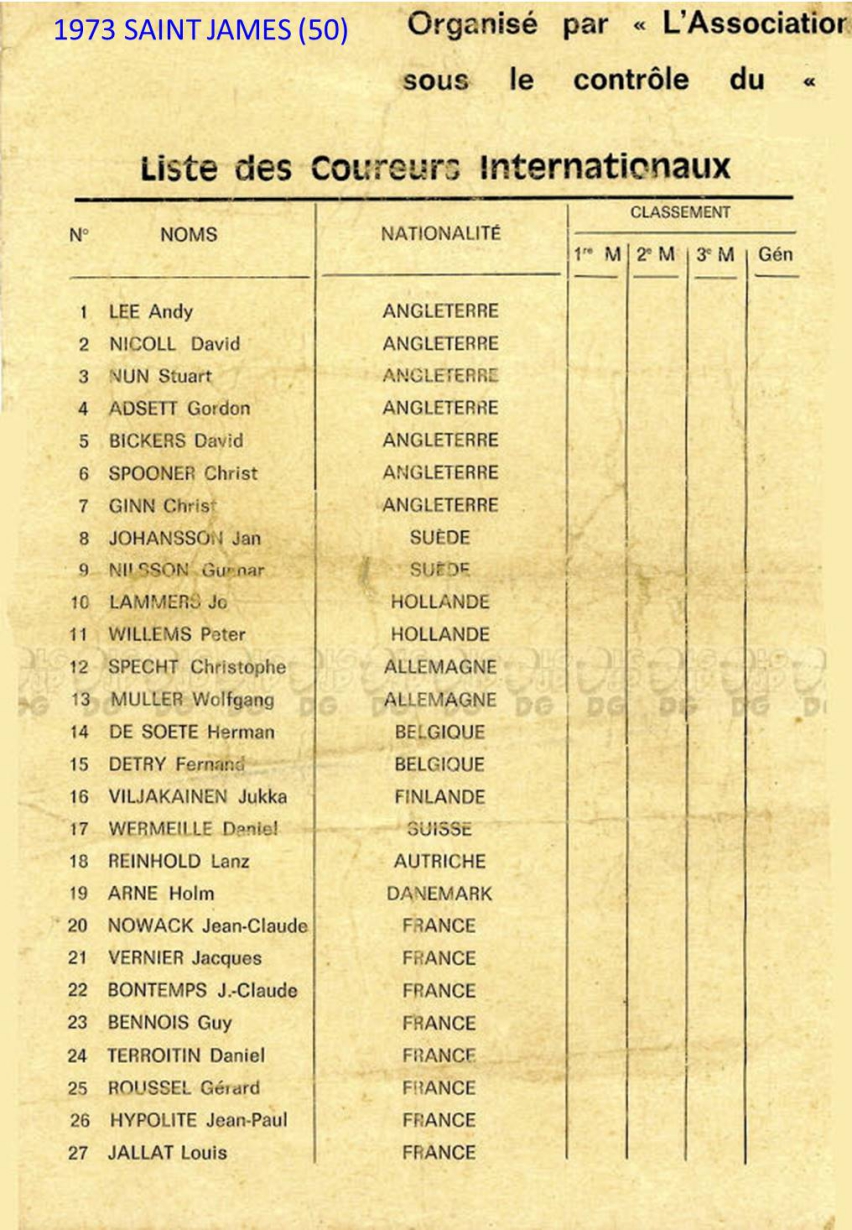 1973 SAINT JAMES (50)
Organisé par « L'Association
sous le contrôle du «
Liste des Coureurs Internationaux
N° NOMS NATIONALITÉ CLASSEMENT
1re M 2e M 3e M Gén
1 LEE Andy ANGLETERRE
2 NICOLL David ANGLETERRE
3 NUN Stuart ANGLETERRE
4 ADSETT Gordon ANGLETERRE
5 BICKERS David ANGLETERRE
6 SPOONER Christ ANGLETERRE
7 GINN Christ ANGLETERRE
8 JOHANSSON Jan SUÈDE
9 NILSSON Gunnar SUÈDE
10 LAMMERS Jo HOLLANDE
11 WILLEMS Peter HOLLANDE
12 SPECHT Christophe ALLEMAGNE
13 MULLER Wolfgang ALLEMAGNE
14 DE SOETE Herman BELGIQUE
15 DETRY Fernand BELGIQUE
16 VILJAKAINEN Jukka FINLANDE
17 WERMEILLE Daniel SUISSE
18 REINHOLD Lanz AUTRICHE
19 ARNE Holm DANEMARK
20 NOWACK Jean-Claude FRANCE
21 VERNIER Jacques FRANCE
22 BONTEMPS J.-Claude FRANCE
23 BENNOIS Guy FRANCE
24 TERROITIN Daniel FRANCE
25 ROUSSEL Gérard FRANCE
26 HYPOLITE Jean-Paul FRANCE
27 JALLAT Louis FRANCE